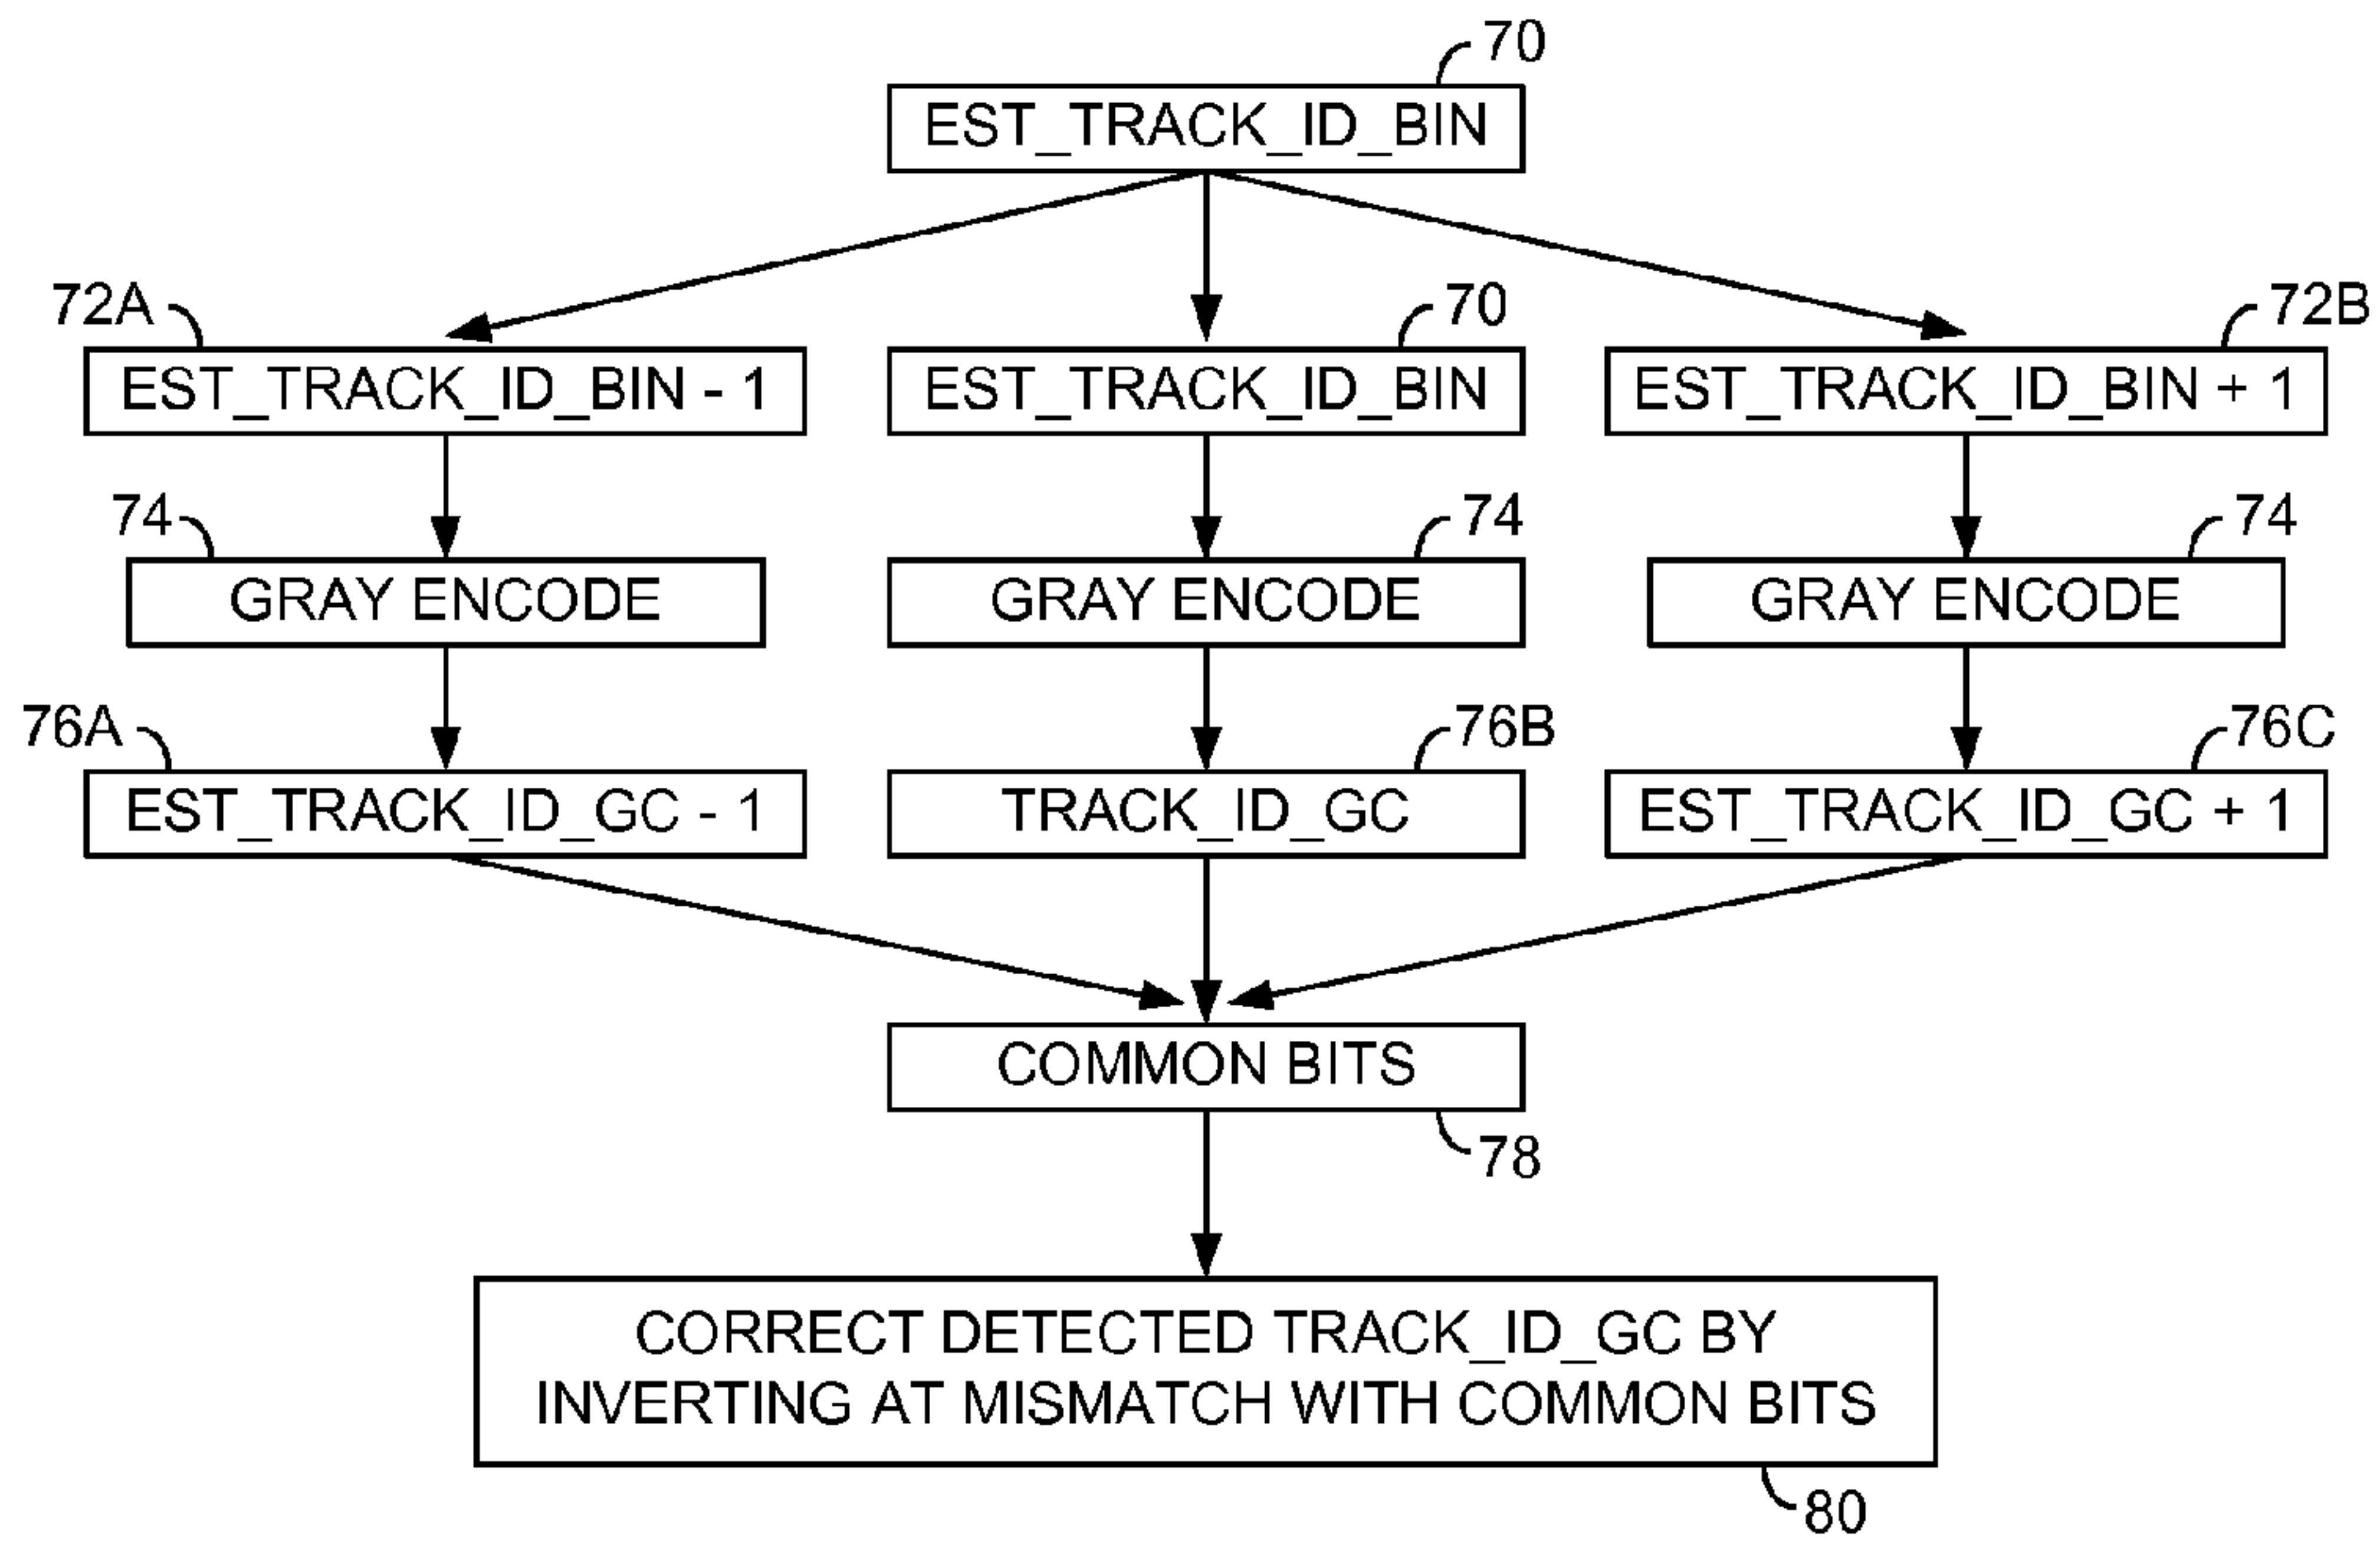 70
EST_TRACK_ID_BIN
72A
70
72B
EST_TRACK_ID_BIN - 1
EST_TRACK_ID_BIN
EST_TRACK_ID_BIN + 1
74
74
74
GRAY ENCODE
GRAY ENCODE
GRAY ENCODE
76A
76B
76C
EST_TRACK_ID_GC - 1
TRACK_ID_GC
EST_TRACK_ID_GC + 1
COMMON BITS
78
CORRECT DETECTED TRACK_ID_GC BY
INVERTING AT MISMATCH WITH COMMON BITS
80